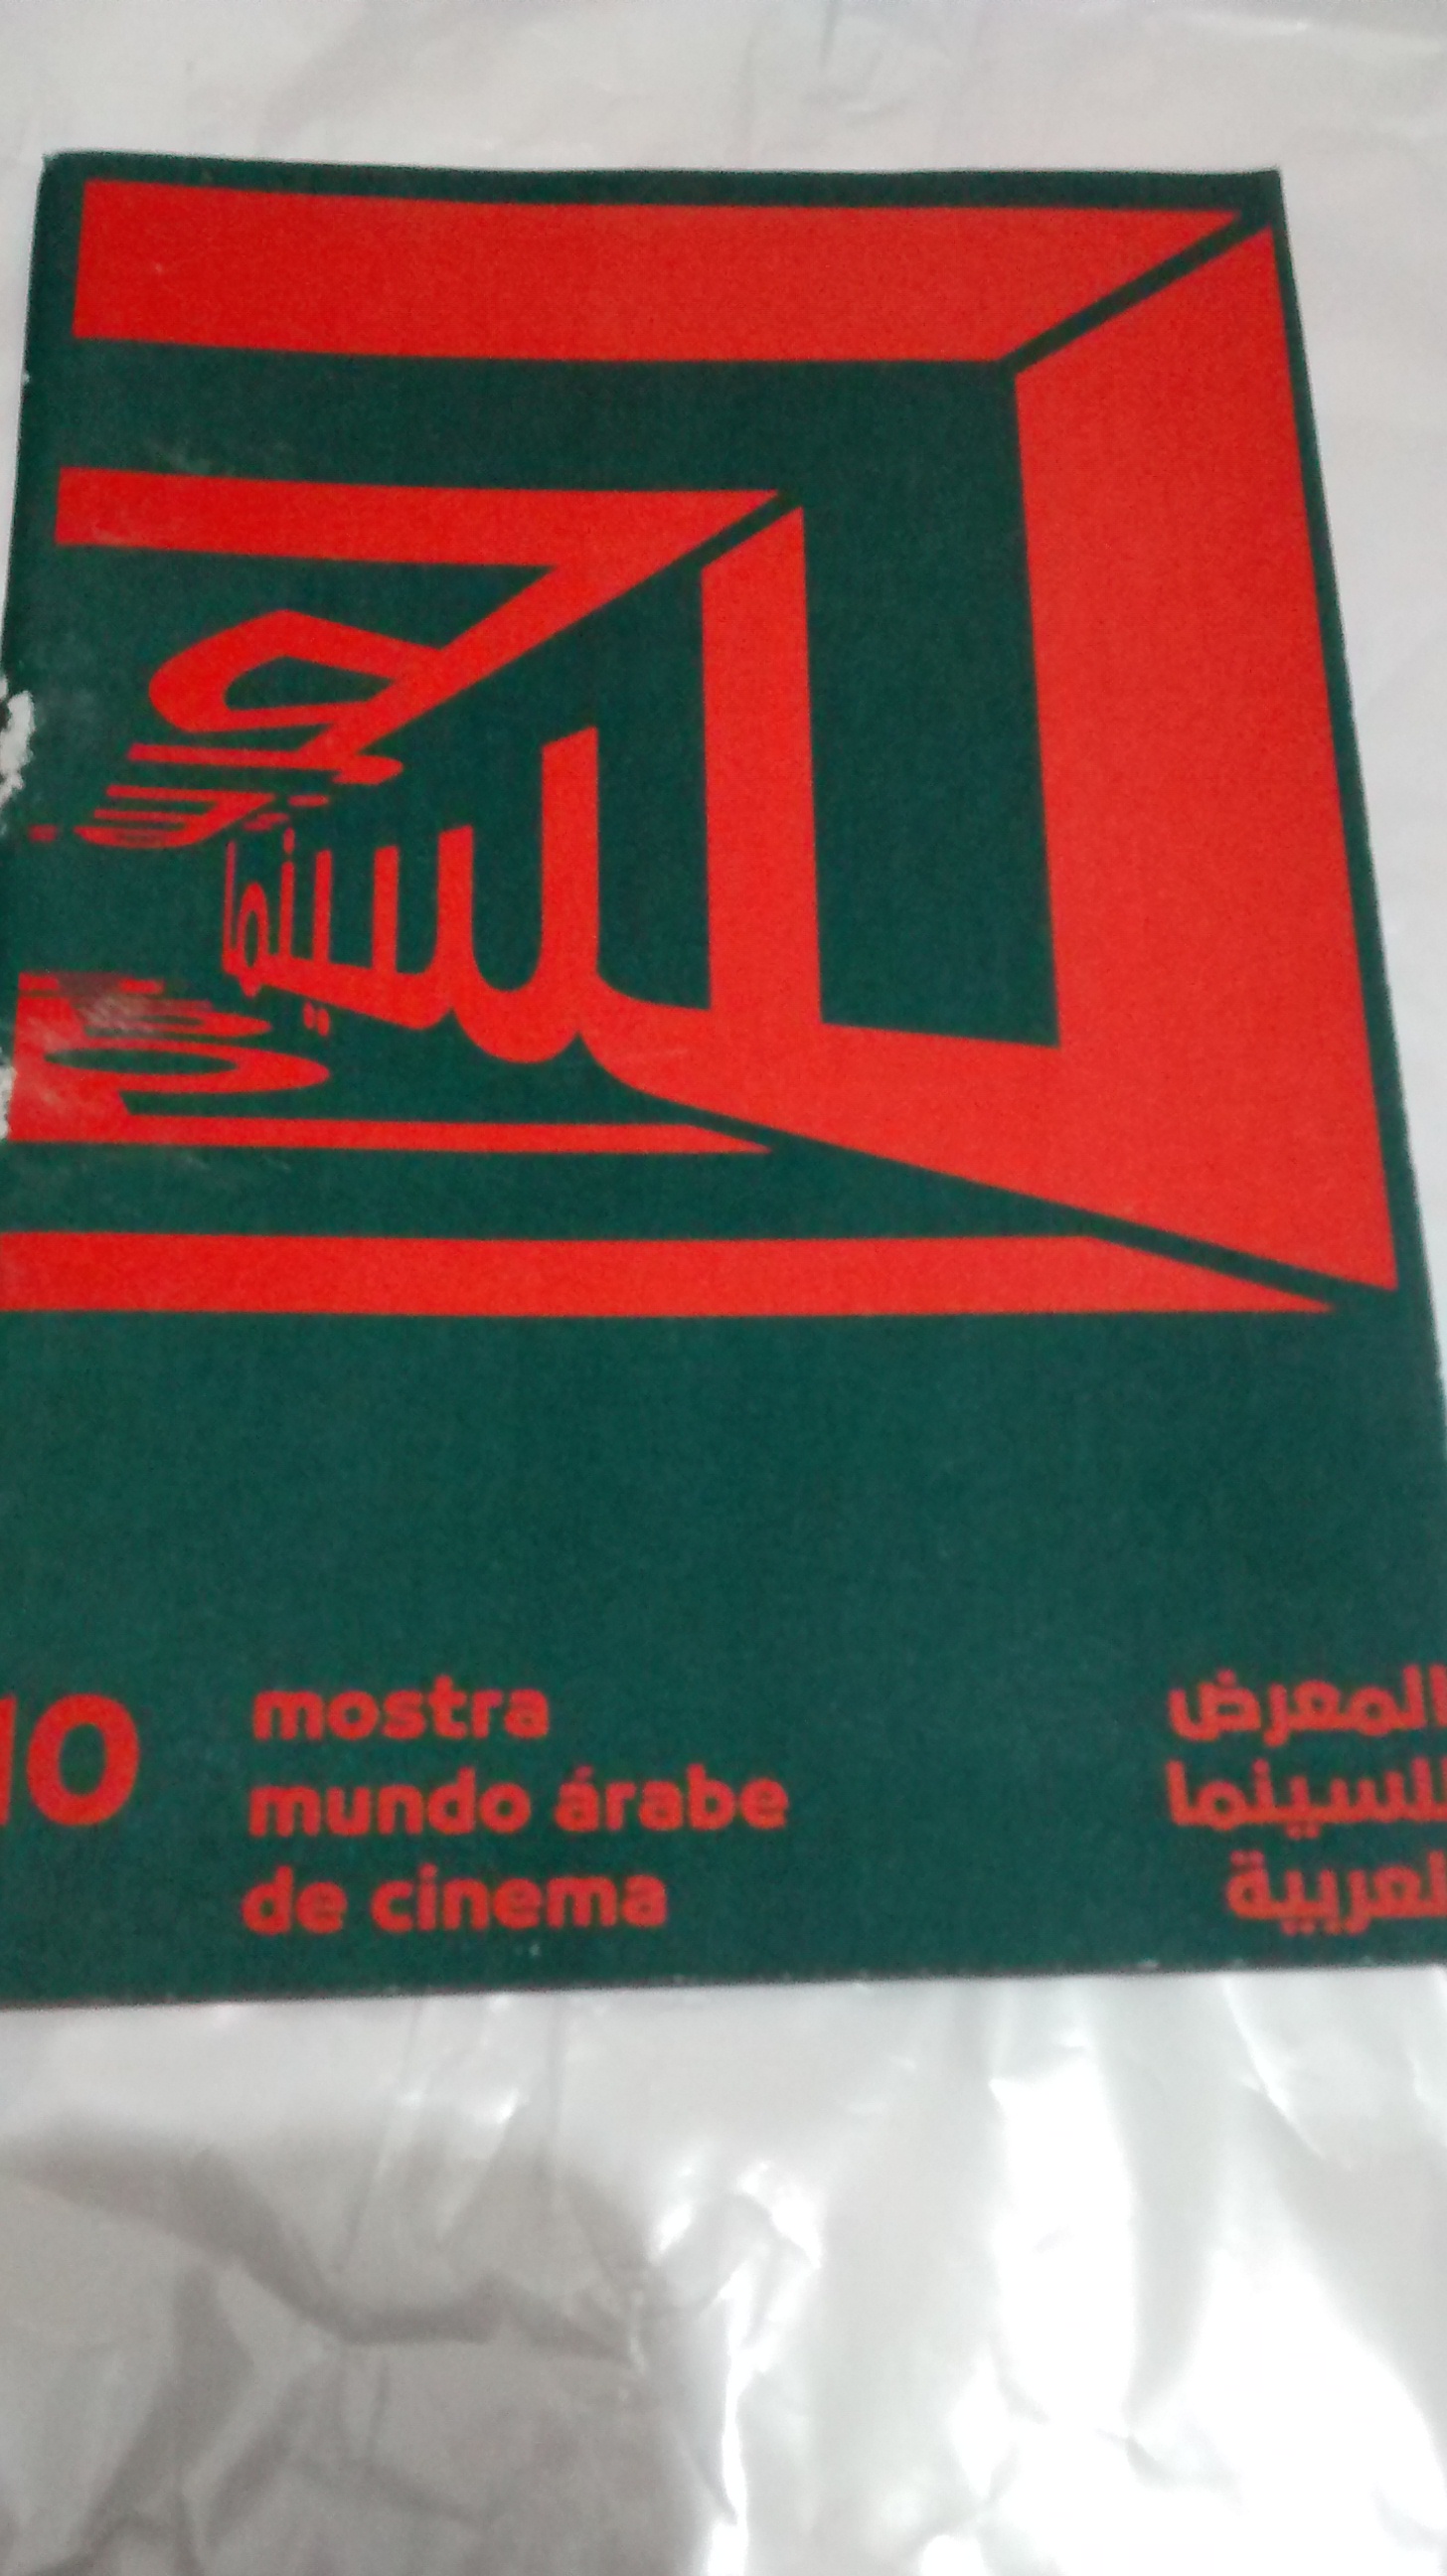 السينما
10
mostra
mundo árabe
de cinema
المعرض
للسينما
العربية